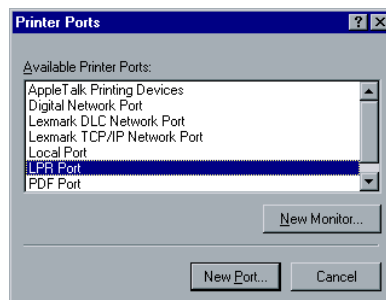 Printer Ports
Available Printer Ports:
AppleTalk Printing Devices
Digital Network Port
Lexmark DLC Network Port
Lexmark TCP/IP Network Port
Local Port
LPR Port
PDF Port
New Monitor...
New Port...
Cancel